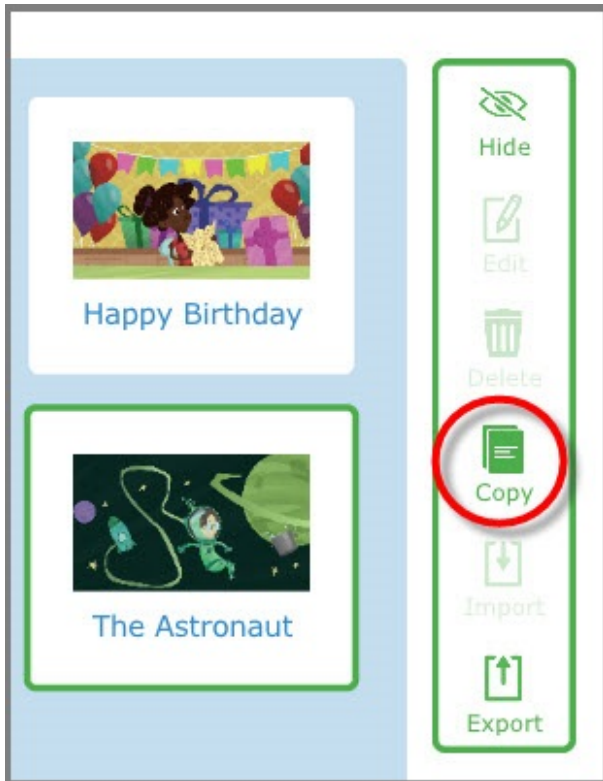 Happy Birthday
The Astronaut
Hide
Edit
Delete
Copy
Import
Export